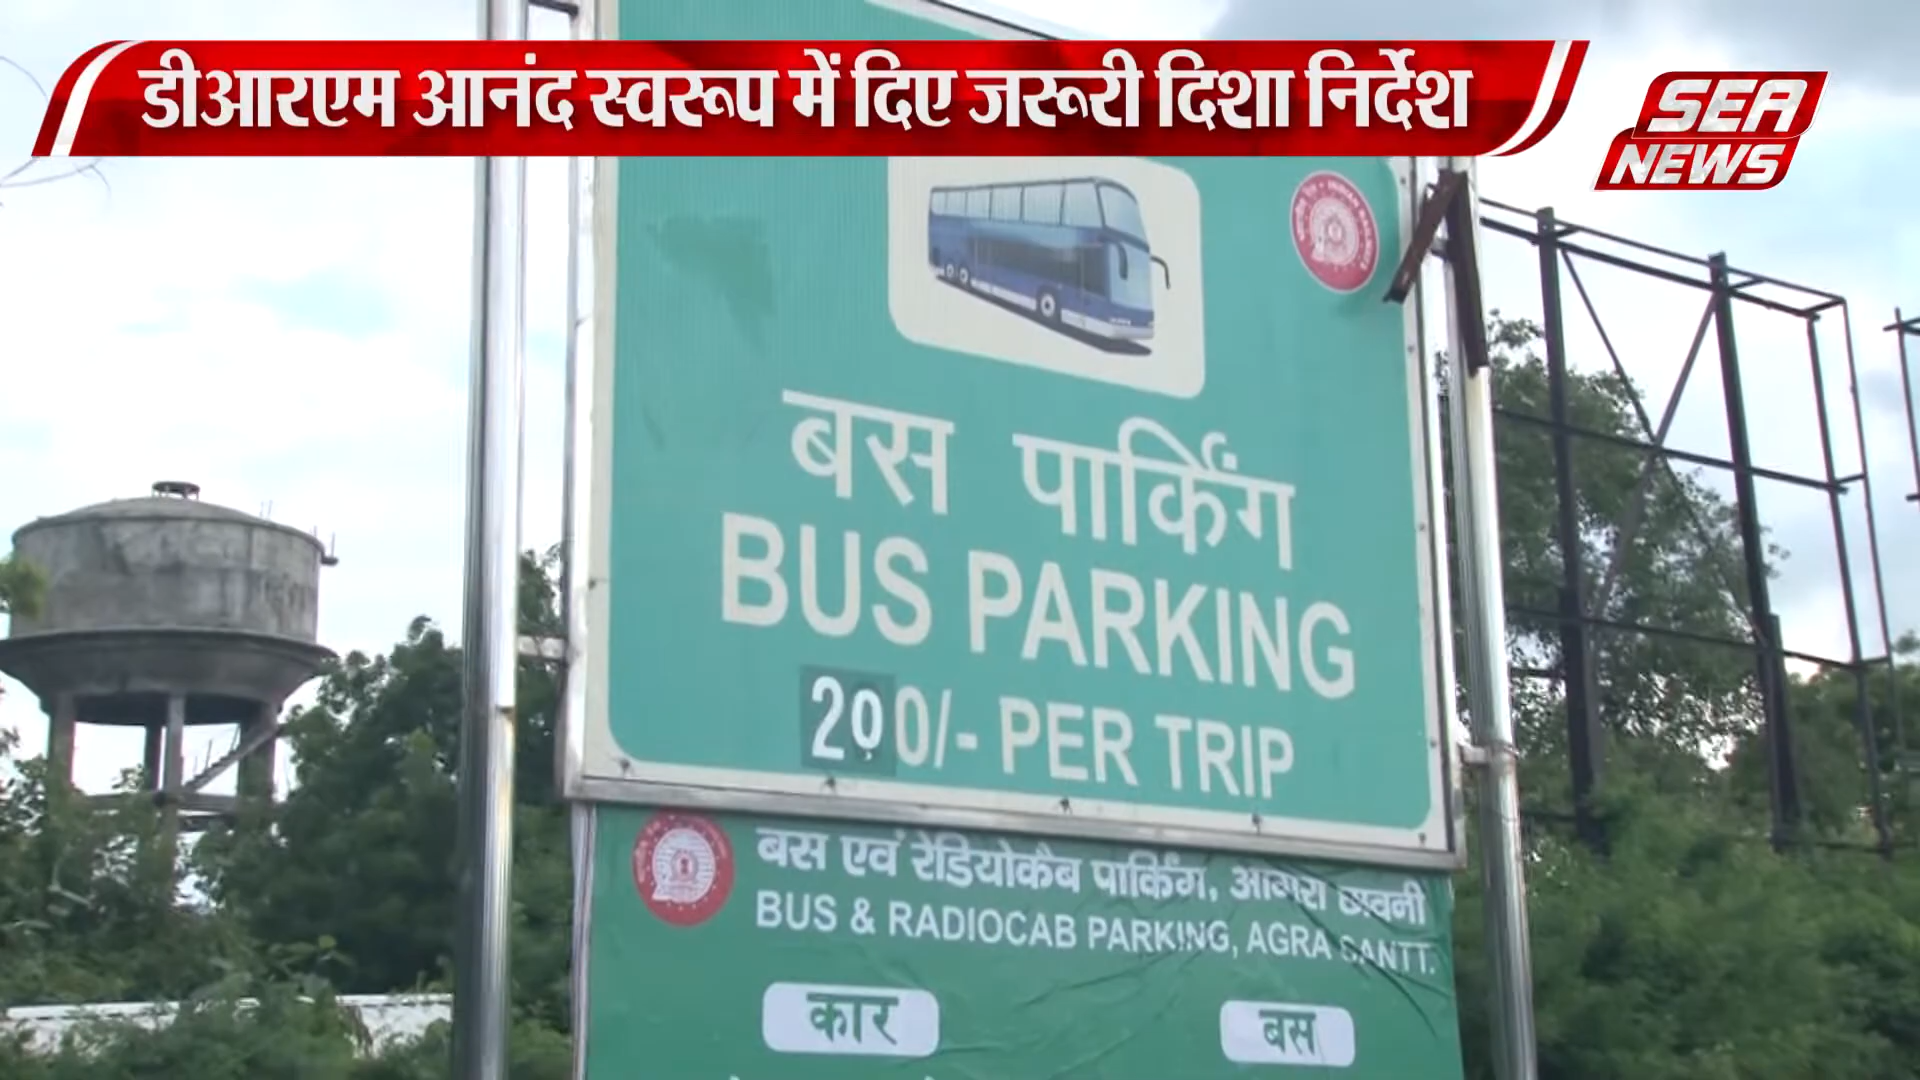 डीआरएम आनंद स्वरूप में दिए जरूरी दिशा निर्देश
SEA
NEWS
बस पार्किंग
BUS PARKING
200/- PER TRIP
बस एवं रेडियोकैब पार्किंग, आगरा छावनी
BUS & RADIOCAB PARKING, AGRA CANTT.
कार
बस